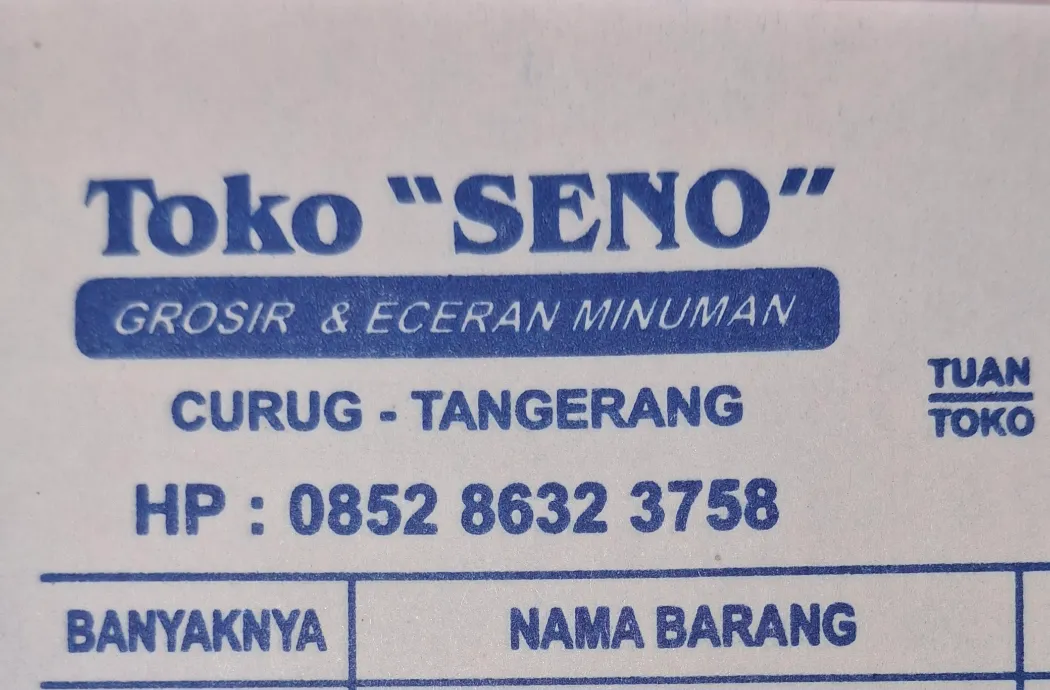 Toko "SENO"
GROSIR & ECERAN MINUMAN
CURUG - TANGERANG
HP : 0852 8632 3758
TUAN
TOKO
BANYAKNYA
NAMA BARANG